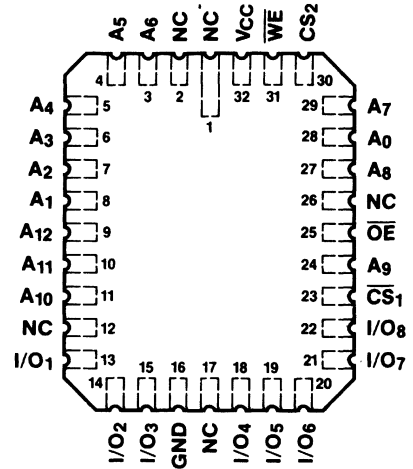 A5 A6 NC NC VCC W̅E̅ CS2
4 3 2 1 32 31 30
A4 5 29 A7
A3 6 28 A0
A2 7 27 A8
A1 8 26 NC
A12 9 25 O̅E̅
A11 10 24 A9
A10 11 23 C̅S̅1
NC 12 22 I/O8
I/O1 13 21 I/O7
14 15 16 17 18 19 20
I/O2 I/O3 GND NC I/O4 I/O5 I/O6